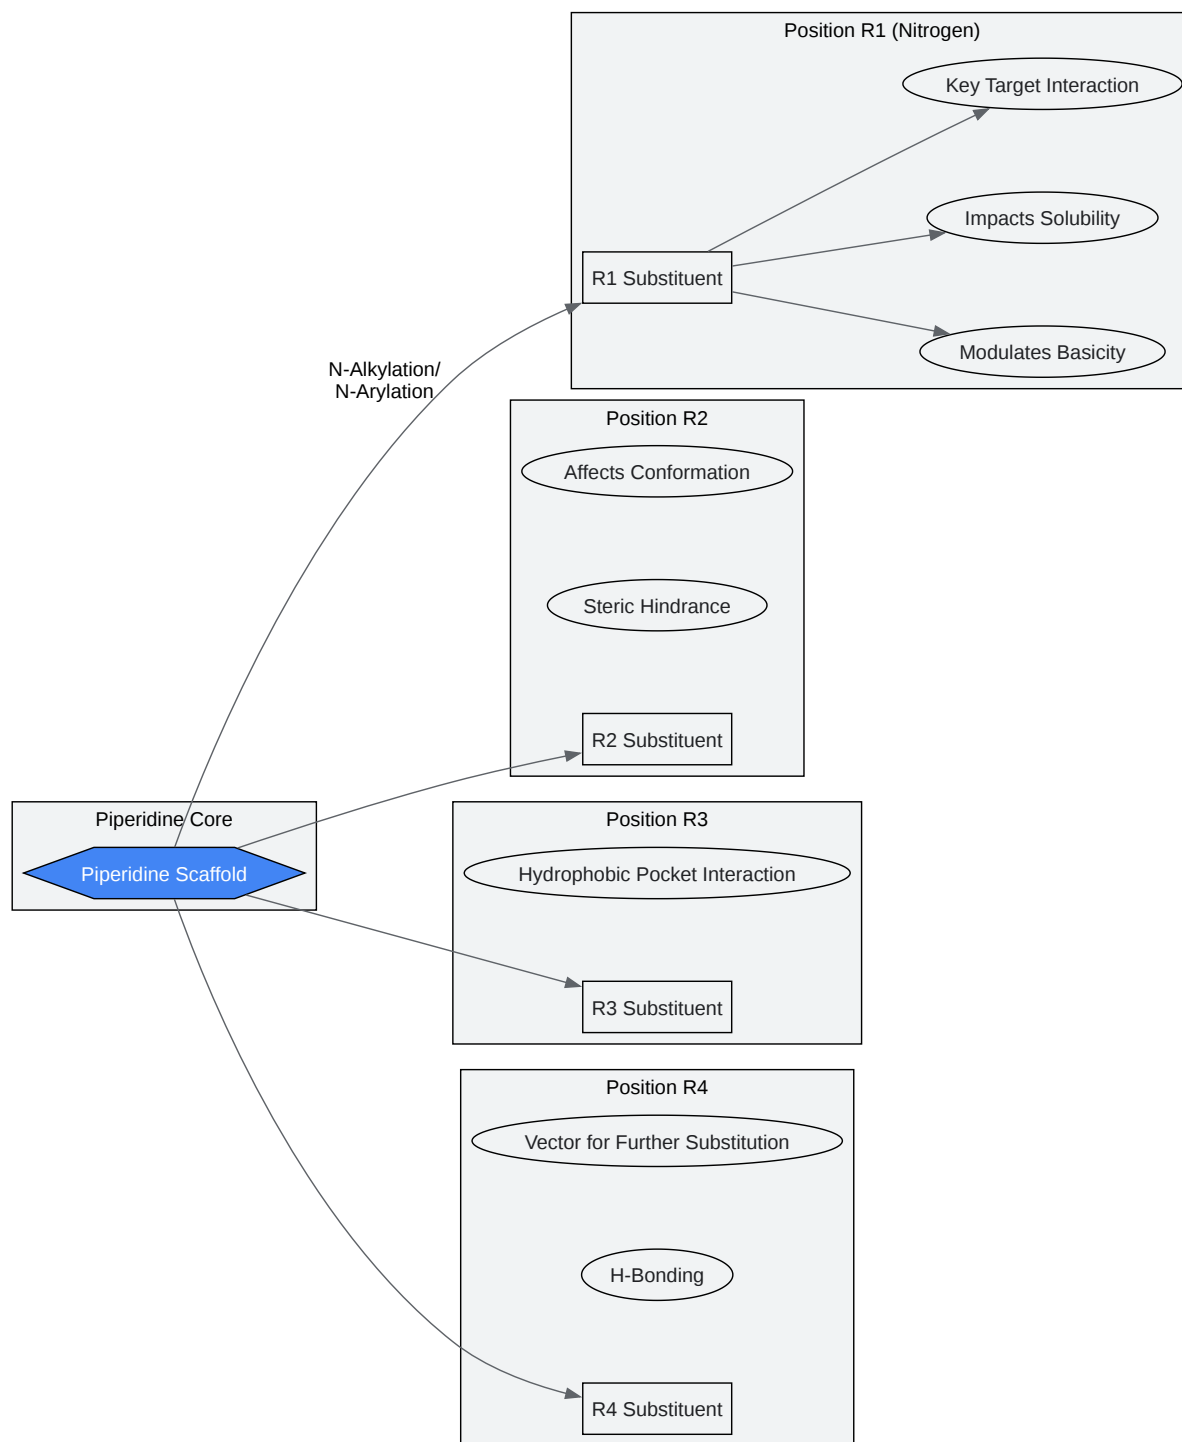 Position R1 (Nitrogen)
Key Target Interaction
Impacts Solubility
R1 Substituent
Modulates Basicity
N-Alkylation/
N-Arylation
Position R2
Affects Conformation
Steric Hindrance
R2 Substituent
Piperidine Core
Piperidine Scaffold
Position R3
Hydrophobic Pocket Interaction
R3 Substituent
Position R4
Vector for Further Substitution
H-Bonding
R4 Substituent